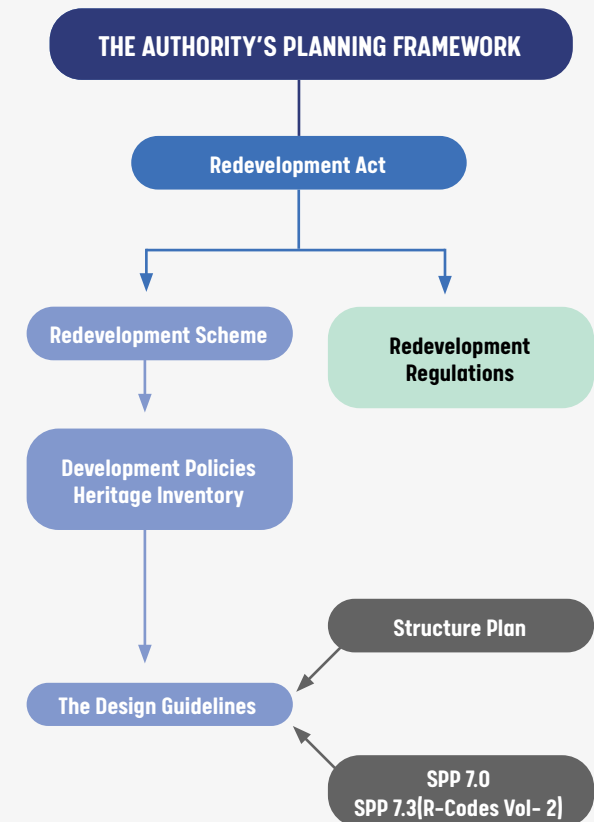 THE AUTHORITY'S PLANNING FRAMEWORK
Redevelopment Act
Redevelopment Scheme
Redevelopment
Regulations
Development Policies
Heritage Inventory
Structure Plan
The Design Guidelines
SPP 7.0
SPP 7.3(R-Codes Vol- 2)